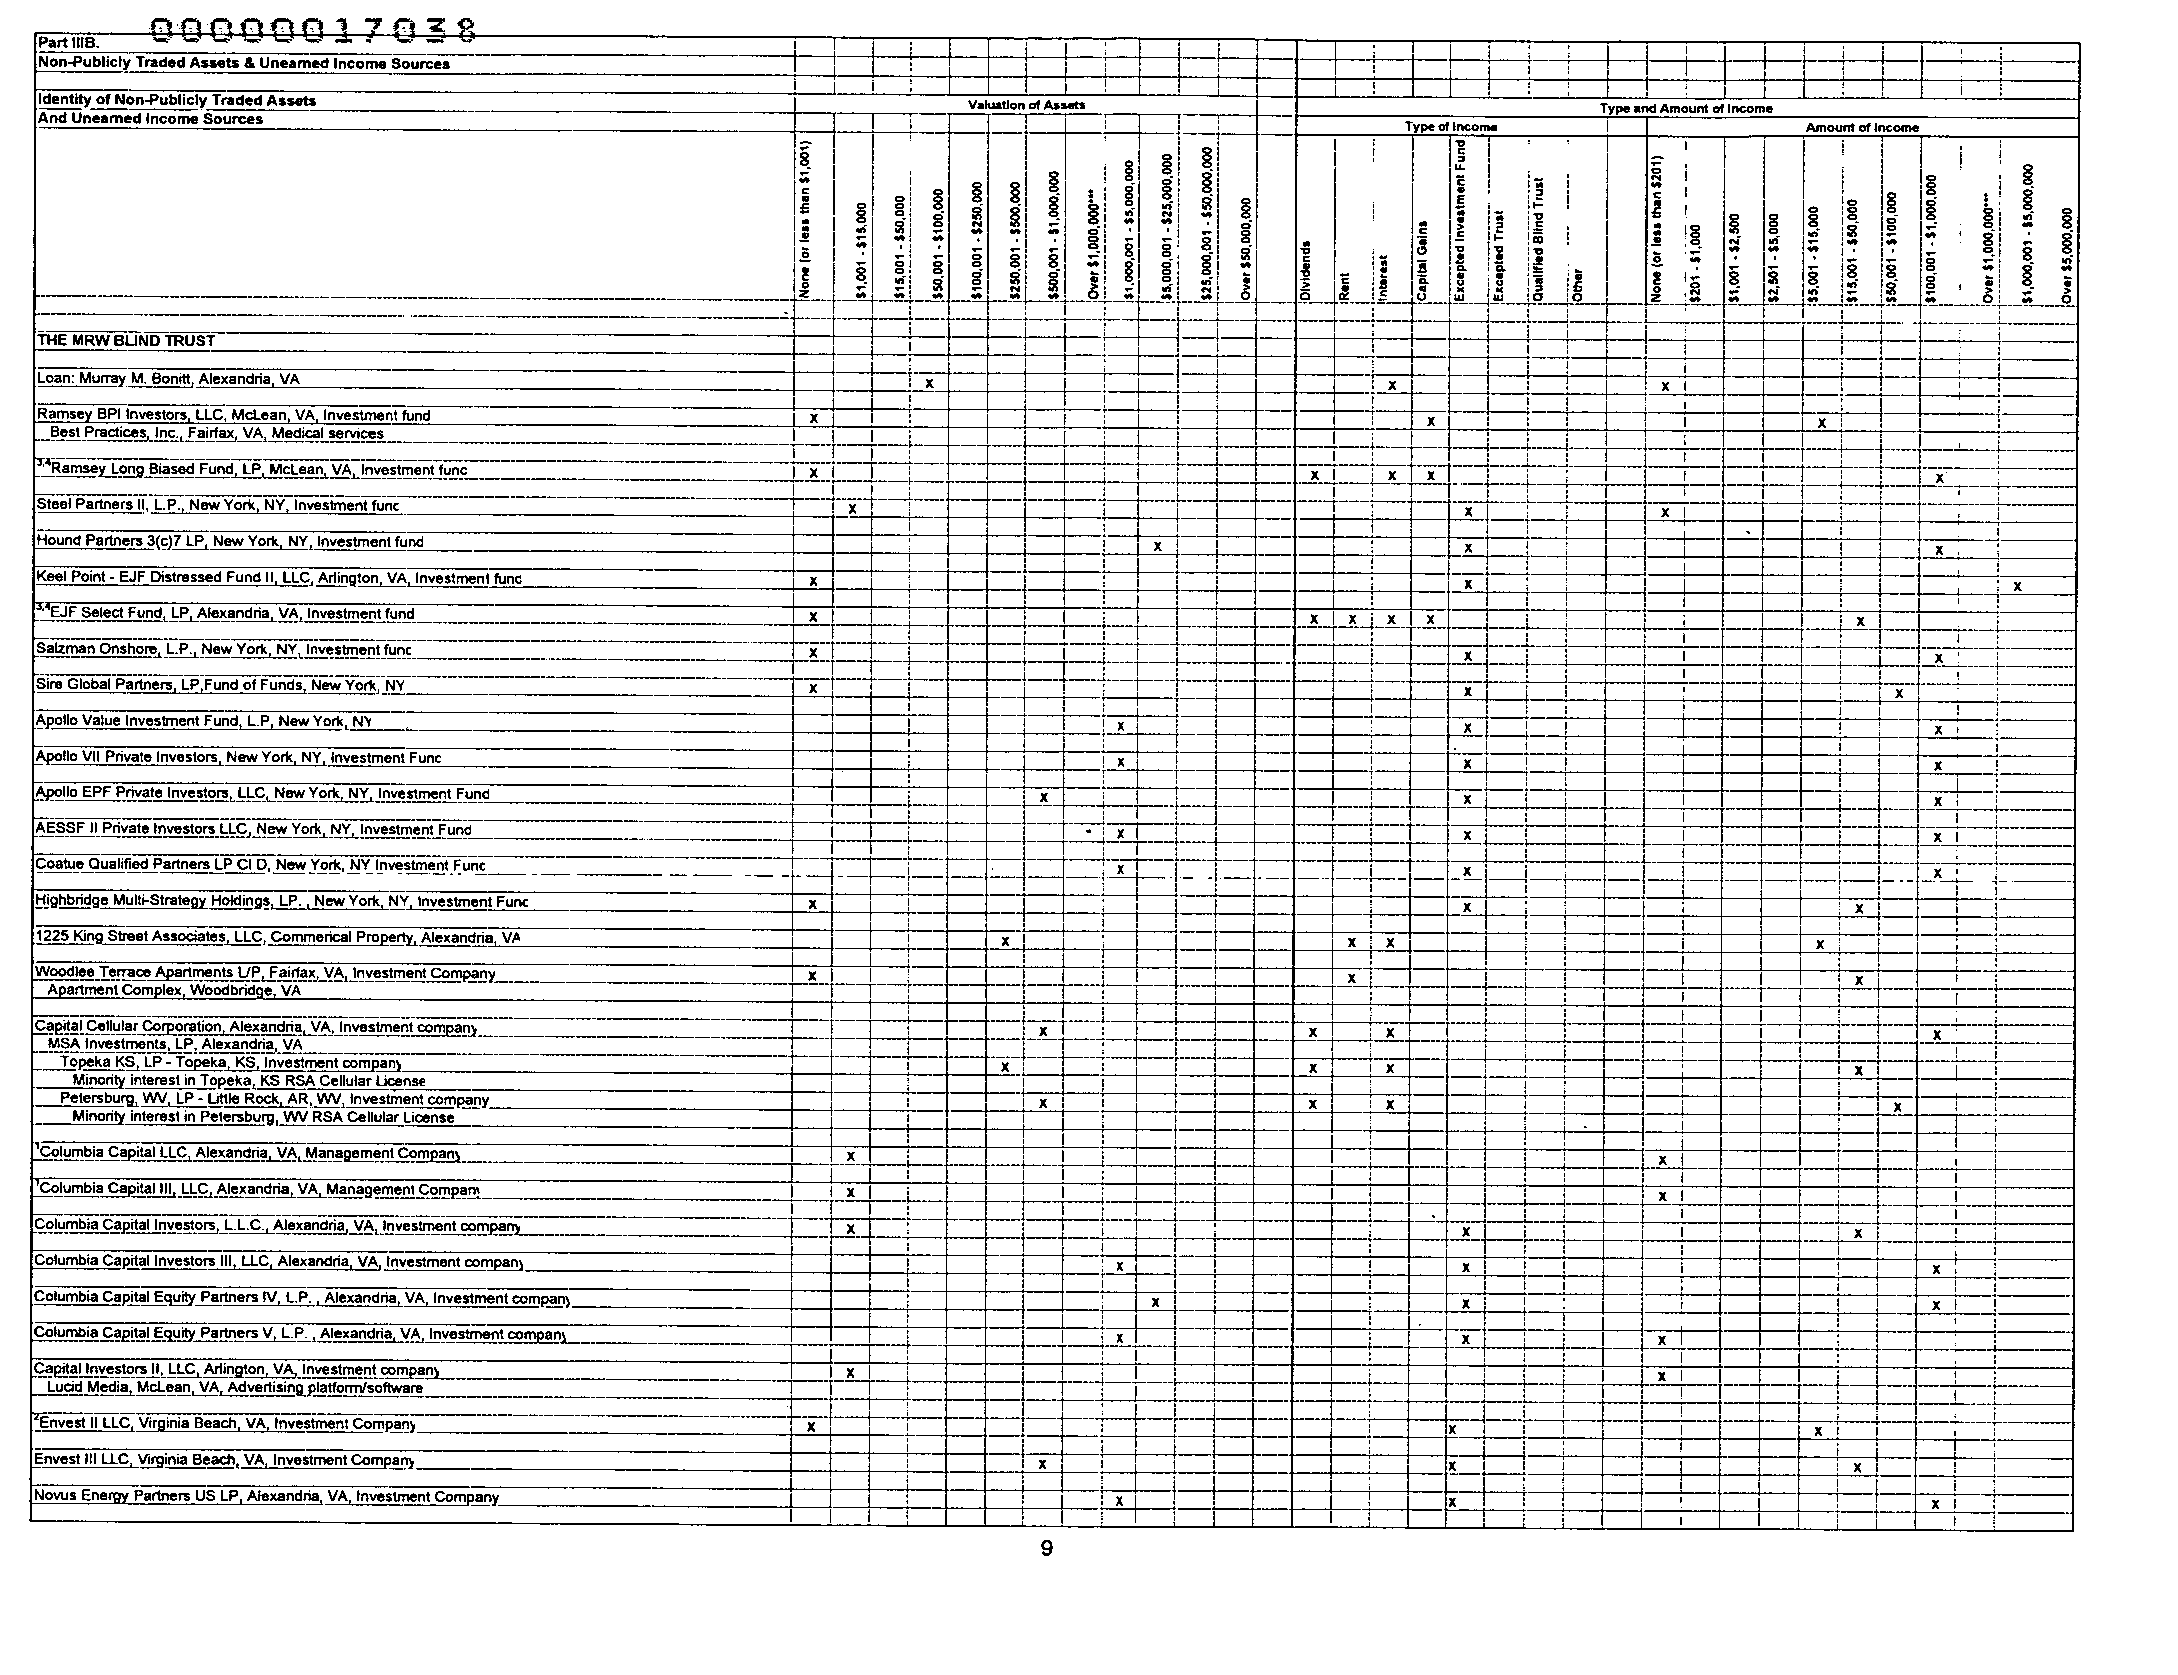 00000017038
Part IIIB.
Non-Publicly Traded Assets & Unearned Income Sources
Identity of Non-Publicly Traded Assets
And Unearned Income Sources
Valuation of Assets
Type and Amount of Income
Type of Income
Amount of Income
None (or less than $1,001)
$1,001 - $15,000
$15,001 - $50,000
$50,001 - $100,000
$100,001 - $250,000
$250,001 - $500,000
$500,001 - $1,000,000
Over $1,000,000***
$1,000,001 - $5,000,000
$5,000,001 - $25,000,000
$25,000,001 - $50,000,000
Over $50,000,000
Dividends
Rent
Interest
Capital Gains
Excepted Investment Fund
Excepted Trust
Qualified Blind Trust
Other
None (or less than $201)
$201 - $1,000
$1,001 - $2,500
$2,501 - $5,000
$5,001 - $15,000
$15,001 - $50,000
$50,001 - $100,000
$100,001 - $1,000,000
Over $1,000,000***
$1,000,001 - $5,000,000
Over $5,000,000
THE MRW BLIND TRUST
Loan: Murray M. Bonitt, Alexandria, VA x x x
Ramsey BPI Investors, LLC, McLean, VA, Investment fund x x x
Best Practices, Inc., Fairfax, VA, Medical services
3,4Ramsey Long Biased Fund, LP, McLean, VA, Investment func x x x x x
Steel Partners II, L.P., New York, NY, Investment func x x x
Hound Partners 3(c)7 LP, New York, NY, Investment fund x x x
Keel Point - EJF Distressed Fund II, LLC, Arlington, VA, Investment fund x x x
3,4EJF Select Fund, LP, Alexandria, VA, Investment fund x x x x x x
Salzman Onshore, L.P., New York, NY, Investment func x x x
Sire Global Partners, LP,Fund of Funds, New York, NY x x x
Apollo Value Investment Fund, L.P, New York, NY x x x
Apollo VII Private Investors, New York, NY, Investment Func x x x
Apollo EPF Private Investors, LLC, New York, NY, Investment Fund x x x
AESSF II Private Investors LLC, New York, NY, Investment Fund x x x
Coatue Qualified Partners LP Cl D, New York, NY Investment Func x x x
Highbridge Multi-Strategy Holdings, LP. , New York, NY, Investment Func x x x
1225 King Street Associates, LLC, Commerical Property, Alexandria, VA x x x x
Woodlee Terrace Apartments L/P, Fairfax, VA, Investment Company x x x
Apartment Complex, Woodbridge, VA
Capital Cellular Corporation, Alexandria, VA, Investment company x x x x
MSA Investments, LP, Alexandria, VA
Topeka KS, LP - Topeka, KS, Investment company x x x x
Minority interest in Topeka, KS RSA Cellular License
Petersburg, WV, LP - Little Rock, AR, WV, Investment company x x x x
Minority interest in Petersburg, WV RSA Cellular License
1Columbia Capital LLC, Alexandria, VA, Management Company x x
1Columbia Capital III, LLC, Alexandria, VA, Management Compan x x
Columbia Capital Investors, L.L.C., Alexandria, VA, Investment company x x x
Columbia Capital Investors III, LLC, Alexandria, VA, Investment company x x x
Columbia Capital Equity Partners IV, L.P. , Alexandria, VA, Investment company x x x
Columbia Capital Equity Partners V, L.P. , Alexandria, VA, Investment company x x x
Capital Investors II, LLC, Arlington, VA, Investment company x x
Lucid Media, McLean, VA, Advertising platform/software
2Envest II LLC, Virginia Beach, VA, Investment Company x x x
Envest III LLC, Virginia Beach, VA, Investment Company x x x
Novus Energy Partners US LP, Alexandria, VA, Investment Company x x x
9